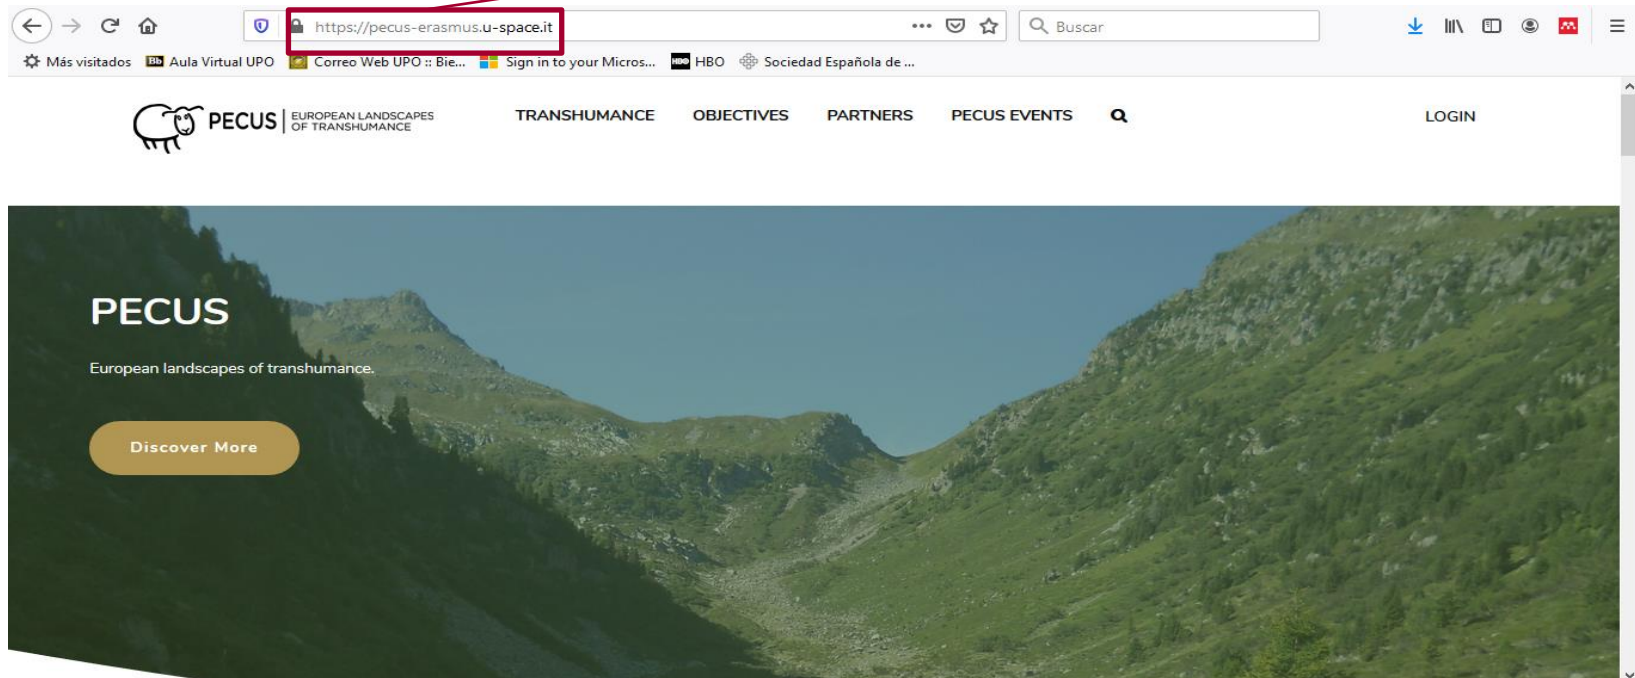 https://pecus-erasmus.u-space.it
Buscar
Más visitados Bb Aula Virtual UPO Correo Web UPO :: Bie... Sign in to your Micros... HBO HBO Sociedad Española de ...
PECUS EUROPEAN LANDSCAPES
OF TRANSHUMANCE
TRANSHUMANCE OBJECTIVES PARTNERS PECUS EVENTS LOGIN
PECUS
European landscapes of transhumance.
Discover More